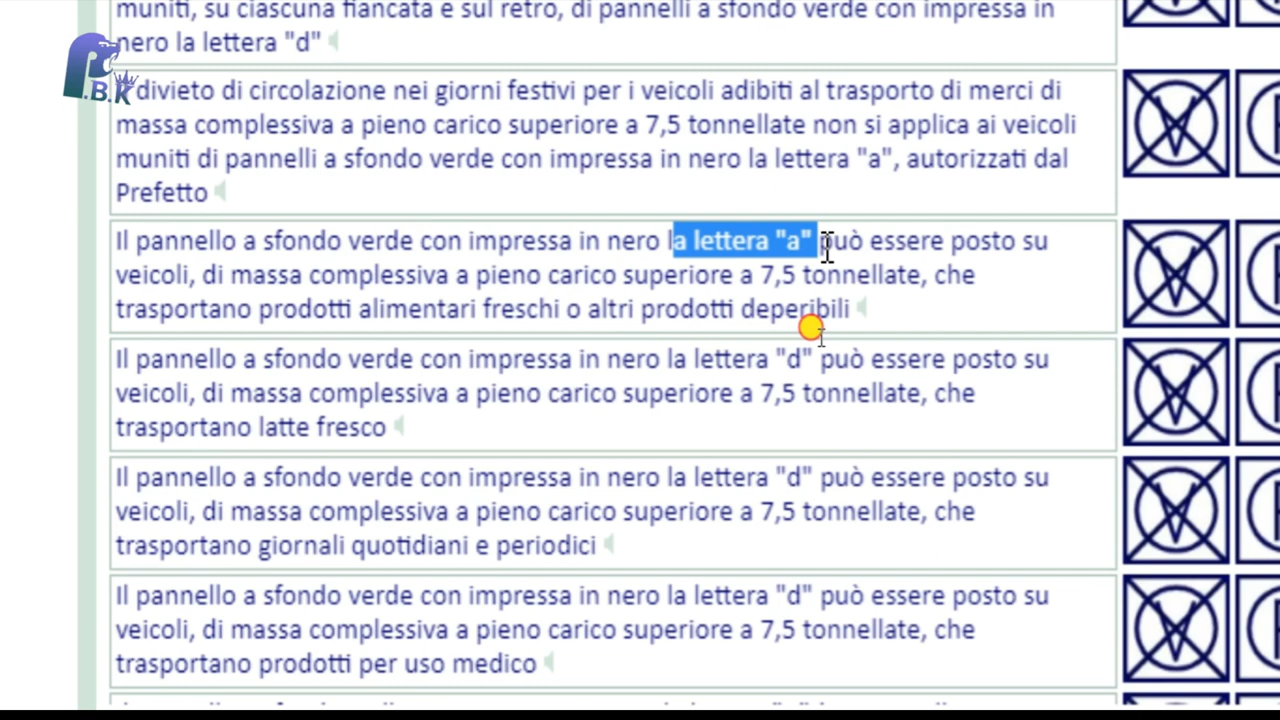 muniti, su ciascuna fiancata e sul retro, di pannelli a sfondo verde con impressa in
nero la lettera "d"
.B.K
divieto di circolazione nei giorni festivi per i veicoli adibiti al trasporto di merci di
massa complessiva a pieno carico superiore a 7,5 tonnellate non si applica ai veicoli
muniti di pannelli a sfondo verde con impressa in nero la lettera "a", autorizzati dal
Prefetto
Il pannello a sfondo verde con impressa in nero la lettera "a" può essere posto su
veicoli, di massa complessiva a pieno carico superiore a 7,5 tonnellate, che
trasportano prodotti alimentari freschi o altri prodotti deperibili
Il pannello a sfondo verde con impressa in nero la lettera "d" può essere posto su
veicoli, di massa complessiva a pieno carico superiore a 7,5 tonnellate, che
trasportano latte fresco
Il pannello a sfondo verde con impressa in nero la lettera "d" può essere posto su
veicoli, di massa complessiva a pieno carico superiore a 7,5 tonnellate, che
trasportano giornali quotidiani e periodici
Il pannello a sfondo verde con impressa in nero la lettera "d" può essere posto su
veicoli, di massa complessiva a pieno carico superiore a 7,5 tonnellate, che
trasportano prodotti per uso medico
V
V
V
V
V